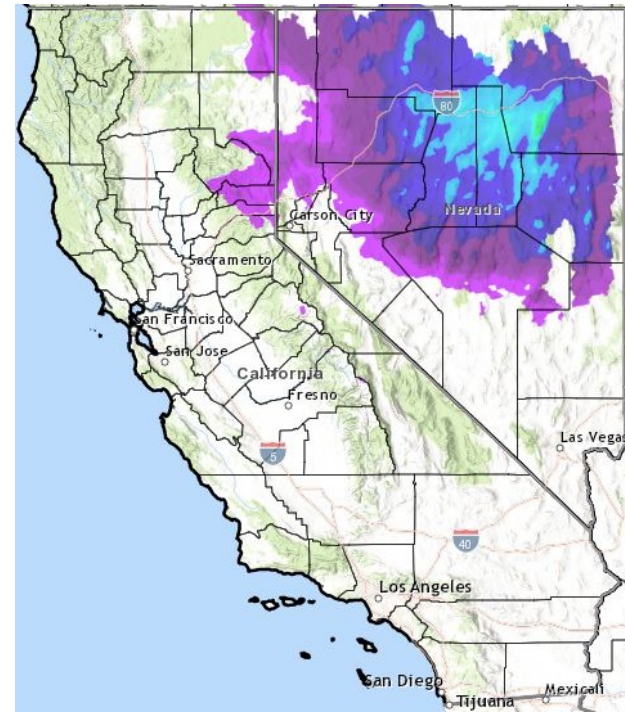 80
Carson City
Nevada
Sacramento
San Francisco
San Jose
California
Fresno
5
Las Vegas
40
Los Angeles
San Diego
Tijuana
Mexicali